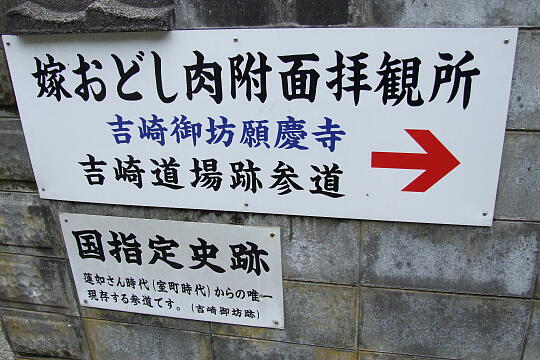 嫁おどし肉附面拝観所
吉崎御坊願慶寺
吉崎道場跡参道
国指定史跡
蓮如さん時代(室町時代)からの唯一
現存する参道です。(吉崎御坊跡)